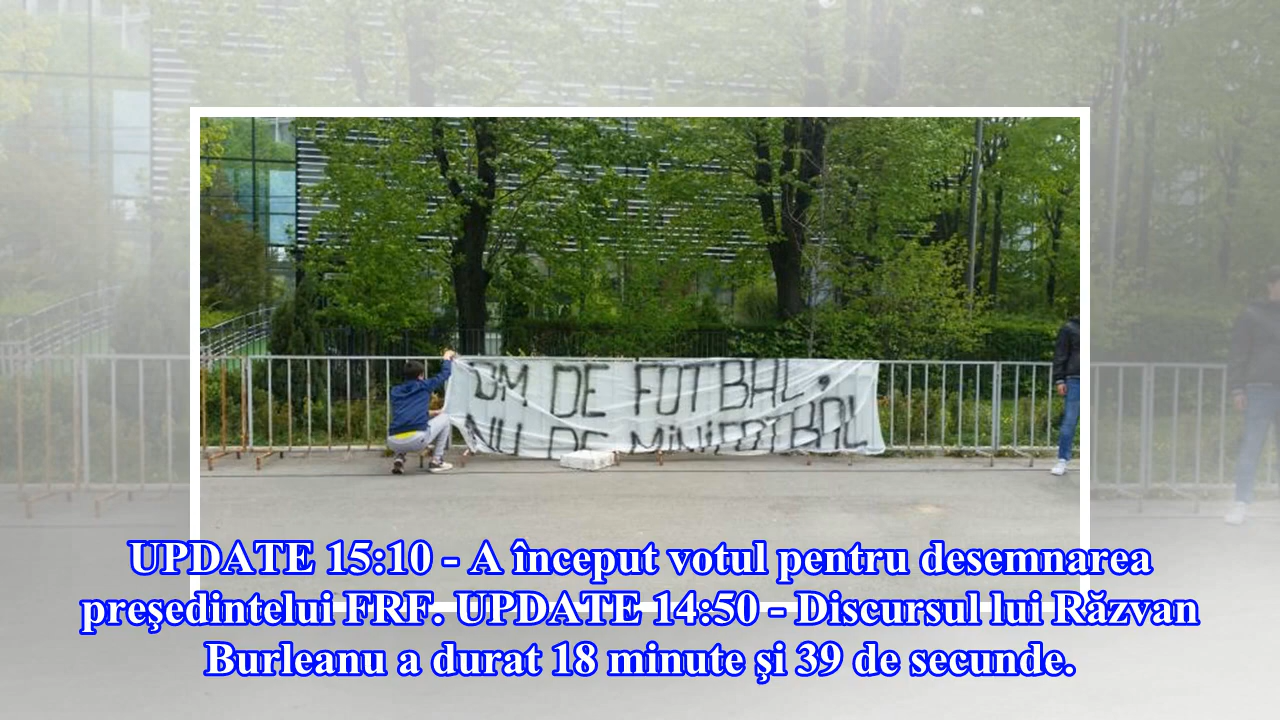 OM DE FOTBAL,
NU DE MINIFOTBAL
UPDATE 15:10 - A început votul pentru desemnarea
preşedintelui FRF. UPDATE 14:50 - Discursul lui Răzvan
Burleanu a durat 18 minute şi 39 de secunde.